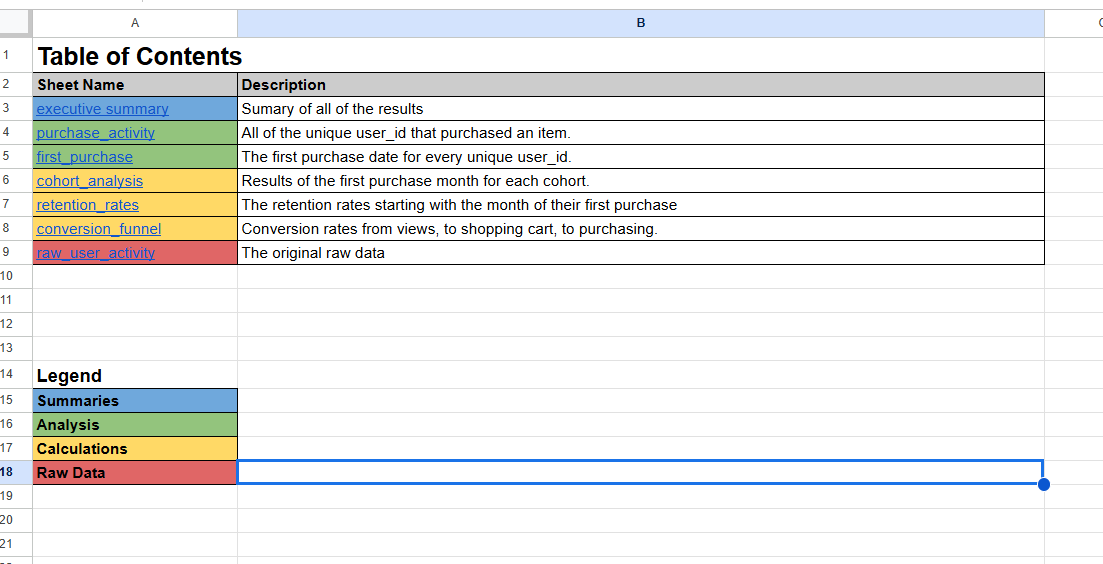 A B
1 Table of Contents
2 Sheet Name Description
3 executive summary Sumary of all of the results
4 purchase_activity All of the unique user_id that purchased an item.
5 first_purchase The first purchase date for every unique user_id.
6 cohort_analysis Results of the first purchase month for each cohort.
7 retention_rates The retention rates starting with the month of their first purchase
8 conversion_funnel Conversion rates from views, to shopping cart, to purchasing.
9 raw_user_activity The original raw data
10
11
12
13
14 Legend
15 Summaries
16 Analysis
17 Calculations
18 Raw Data
19
20
21